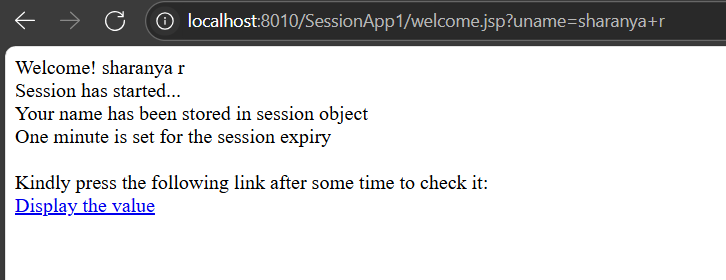 localhost:8010/SessionApp1/welcome.jsp?uname=sharanya+r
Welcome! sharanya r
Session has started...
Your name has been stored in session object
One minute is set for the session expiry
Kindly press the following link after some time to check it:
Display the value